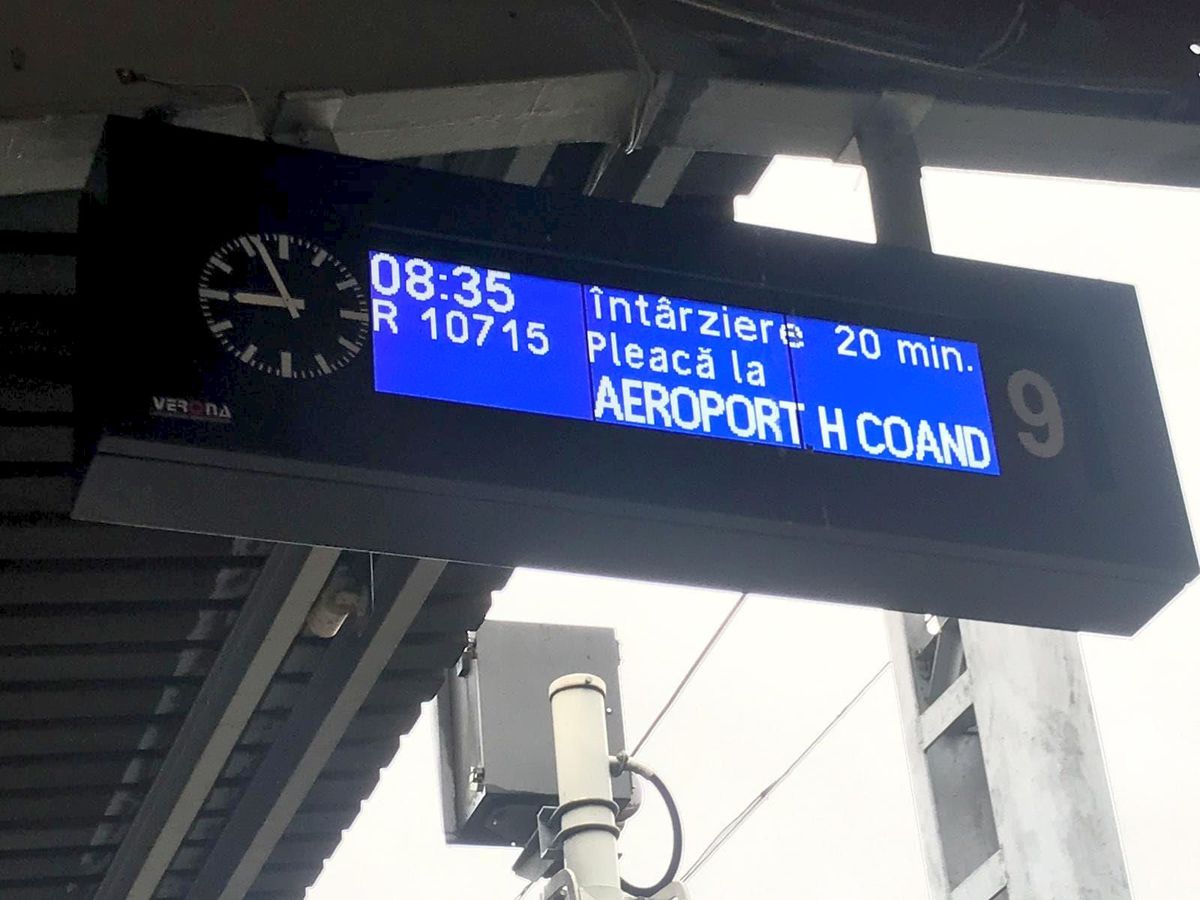 08:35
R 10715
Întârziere 20 min.
Pleacă la
AEROPORT H COAND
9
VERONA